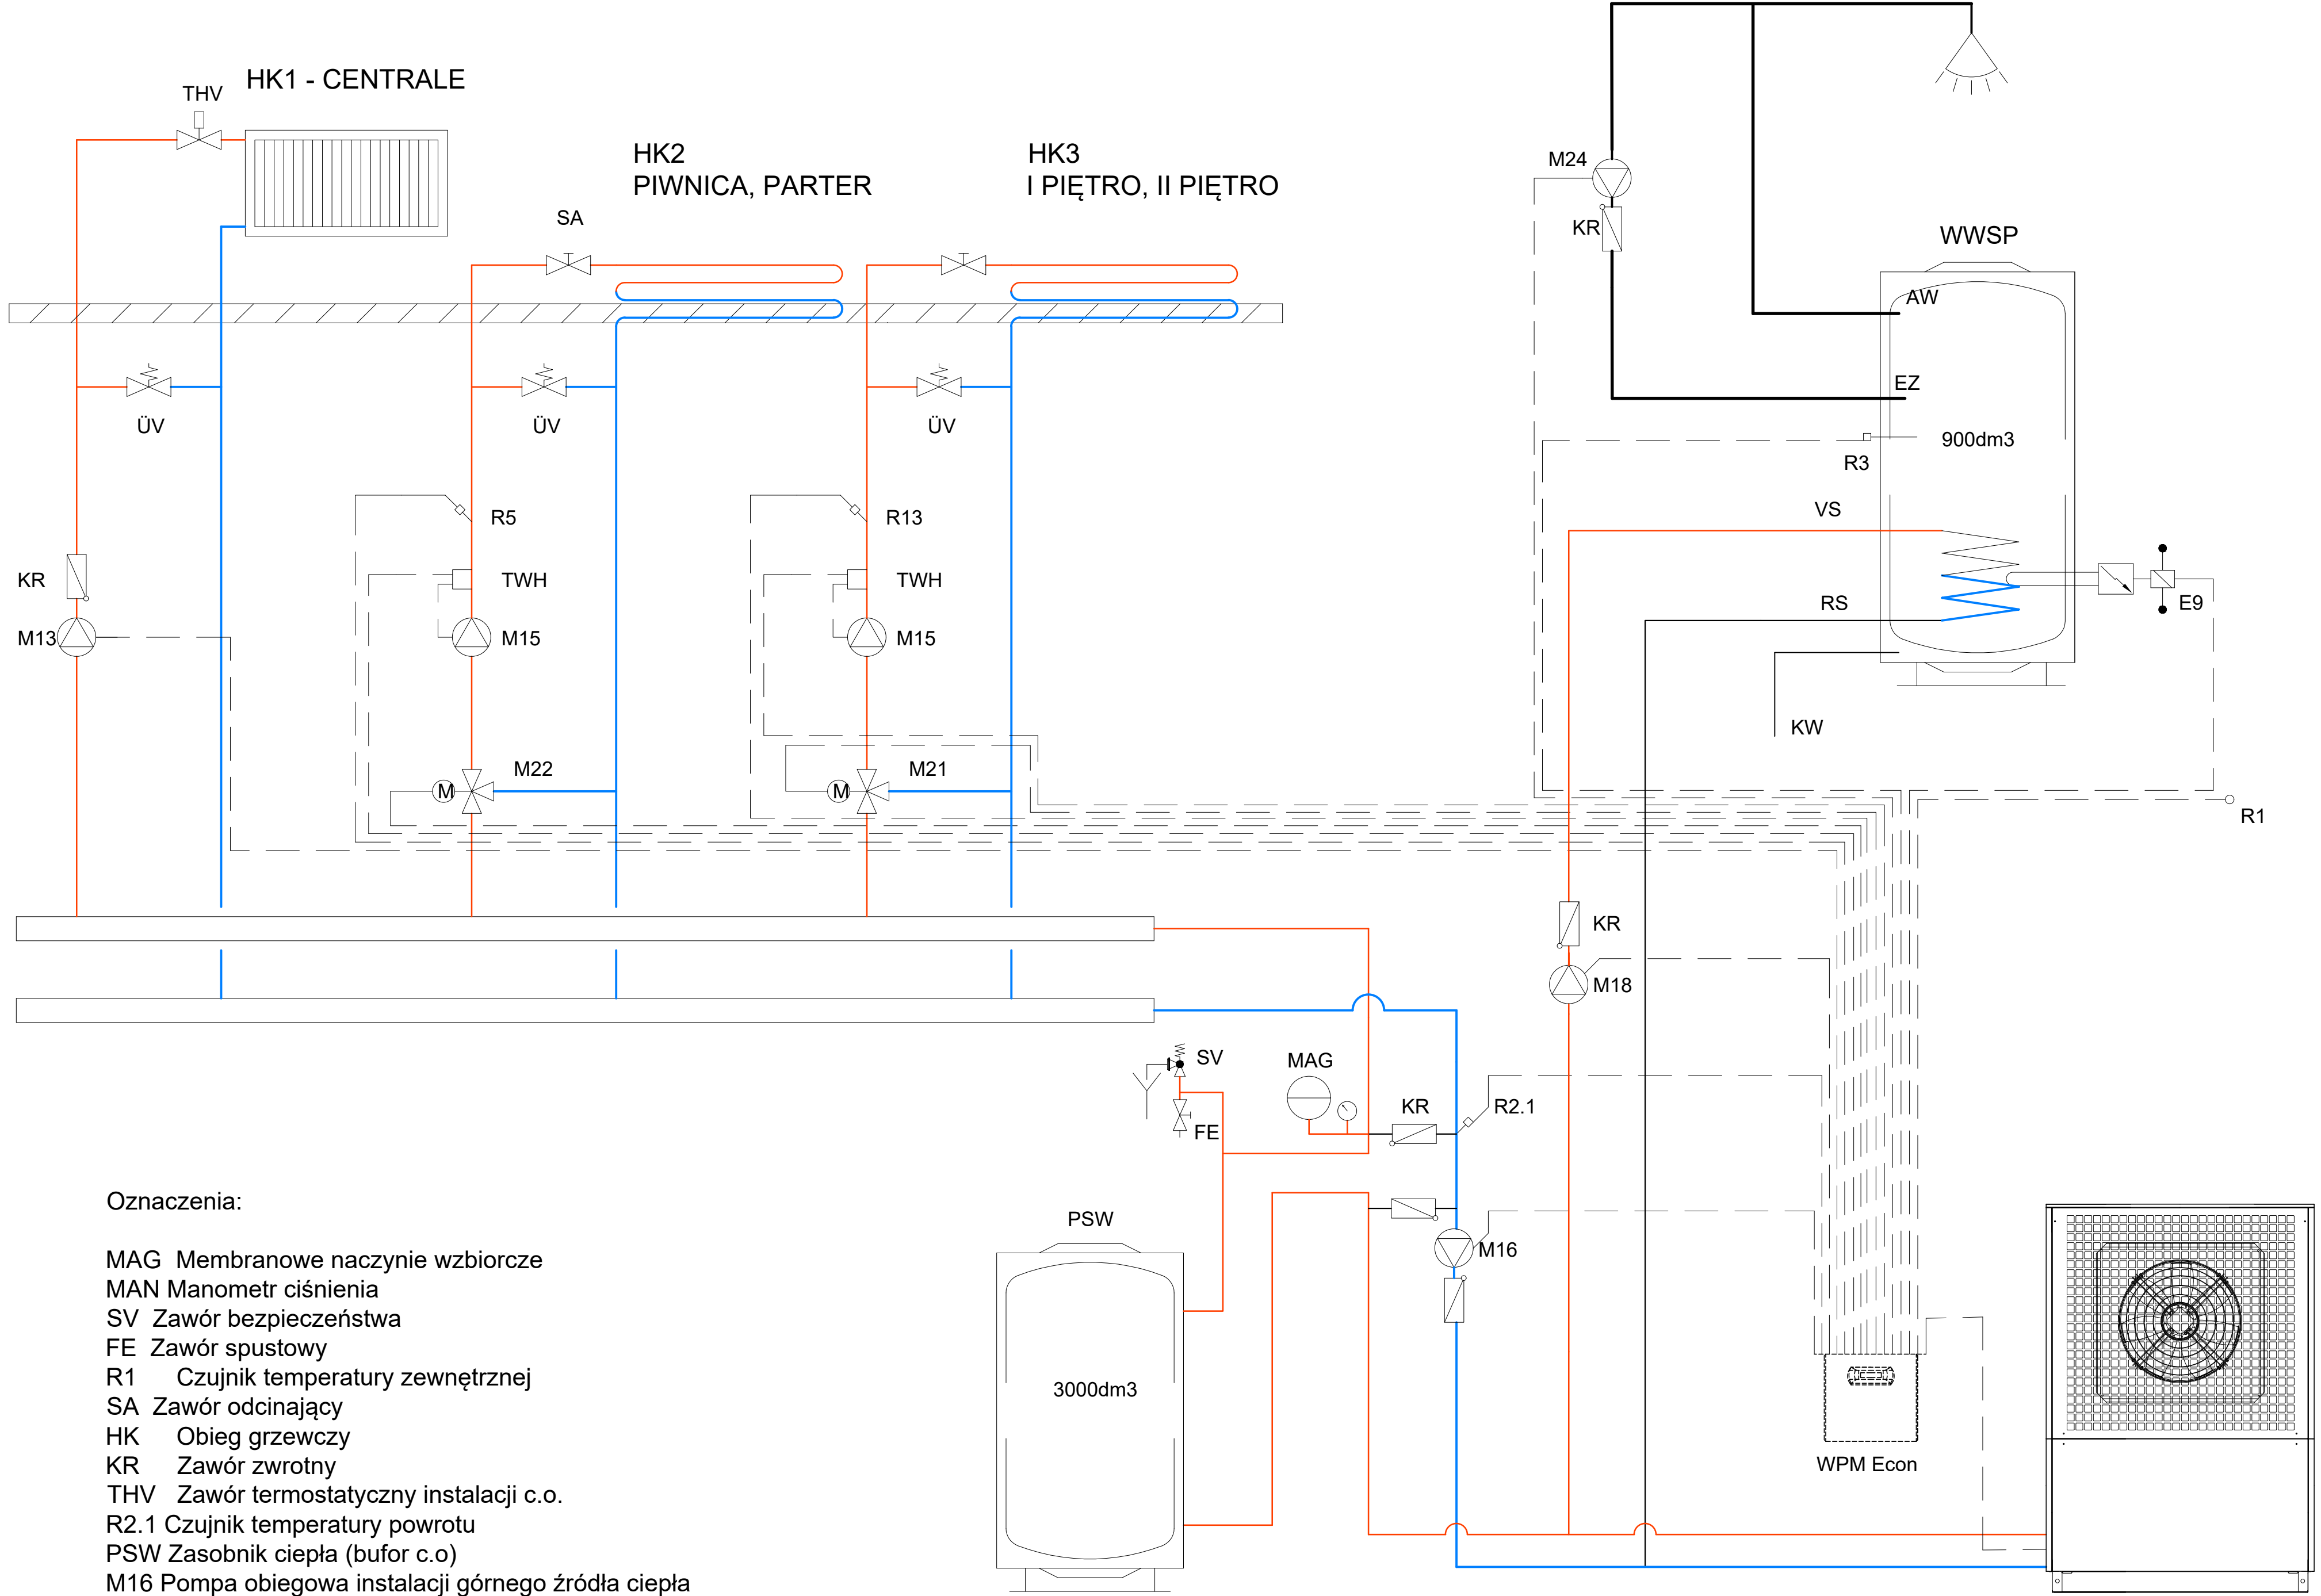 HK1 - CENTRALE
THV
HK2
PIWNICA, PARTER
HK3
I PIĘTRO, II PIĘTRO
SA
M24
KR
WWSP
AW
EZ
900dm3
R3
VS
RS
E9
KW
R1
ÜV
ÜV
ÜV
R5
R13
KR
TWH
TWH
M13
M15
M15
M22
M21
M
M
KR
M18
SV
MAG
KR
R2.1
FE
PSW
M16
3000dm3
WPM Econ
Oznaczenia:
MAG Membranowe naczynie wzbiorcze
MAN Manometr ciśnienia
SV Zawór bezpieczeństwa
FE Zawór spustowy
R1 Czujnik temperatury zewnętrznej
SA Zawór odcinający
HK Obieg grzewczy
KR Zawór zwrotny
THV Zawór termostatyczny instalacji c.o.
R2.1 Czujnik temperatury powrotu
PSW Zasobnik ciepła (bufor c.o)
M16 Pompa obiegowa instalacji górnego źródła ciepła